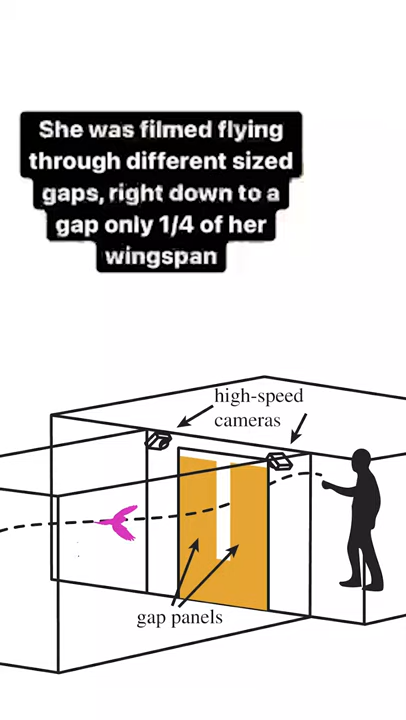 She was filmed flying
through different sized
gaps, right down to a
gap only 1/4 of her
wingspan
high-speed
cameras
gap panels